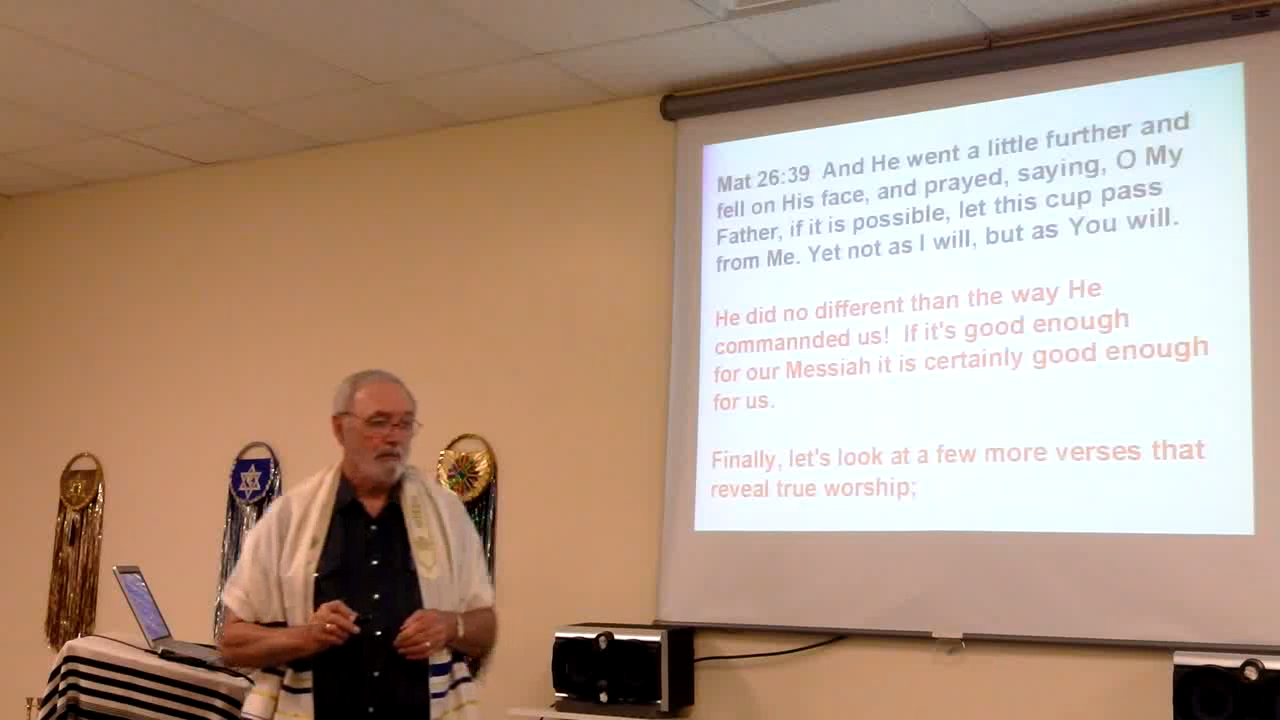 Mat 26:39 And He went a little further and
fell on His face, and prayed, saying, O My
Father, if it is possible, let this cup pass
from Me. Yet not as I will, but as You will.
He did no different than the way He
commannded us! If it's good enough
for our Messiah it is certainly good enough
for us.
Finally, let's look at a few more verses that
reveal true worship;